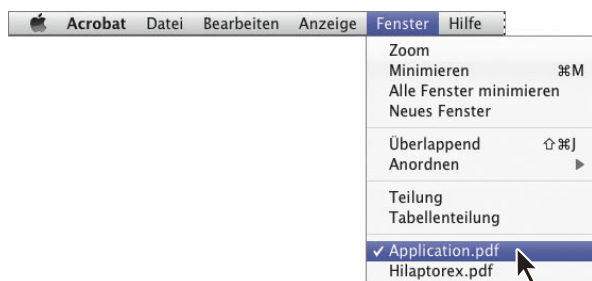 Acrobat Datei Bearbeiten Anzeige Fenster Hilfe
Zoom
Minimieren ⌘M
Alle Fenster minimieren
Neues Fenster
Überlappend ⇧⌘J
Anordnen ▶
Teilung
Tabellenteilung
✓ Application.pdf
Hilaptorex.pdf